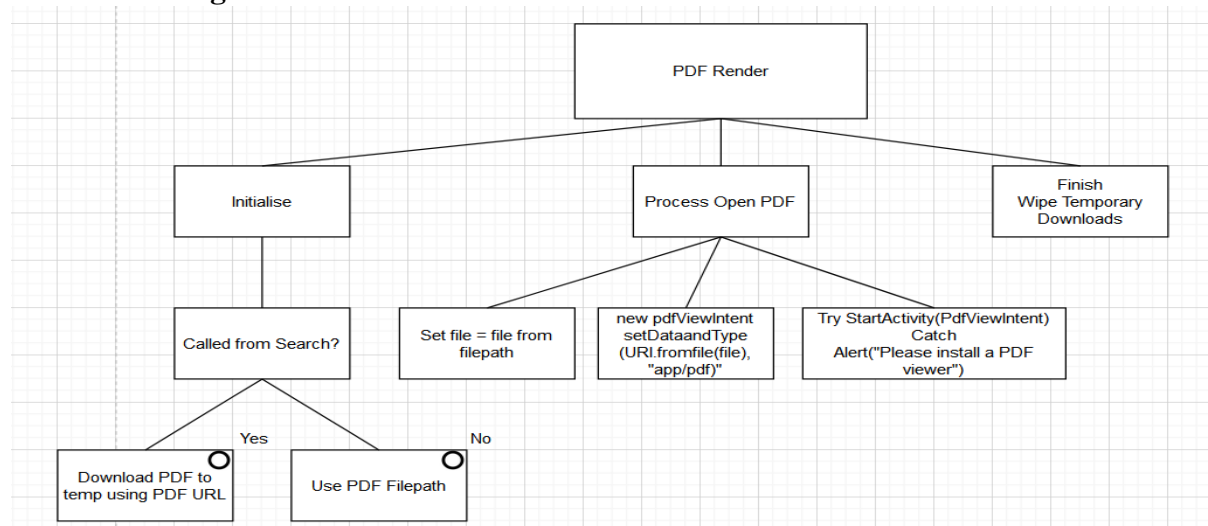 PDF Render
Initialise
Process Open PDF
Finish
Wipe Temporary
Downloads
Called from Search?
Set file = file from
filepath
new pdfViewIntent
setDataandType
(URI.fromfile(file),
"app/pdf)"
Try StartActivity(PdfViewIntent)
Catch
Alert("Please install a PDF
viewer")
Yes
No
Download PDF to
temp using PDF URL
Use PDF Filepath